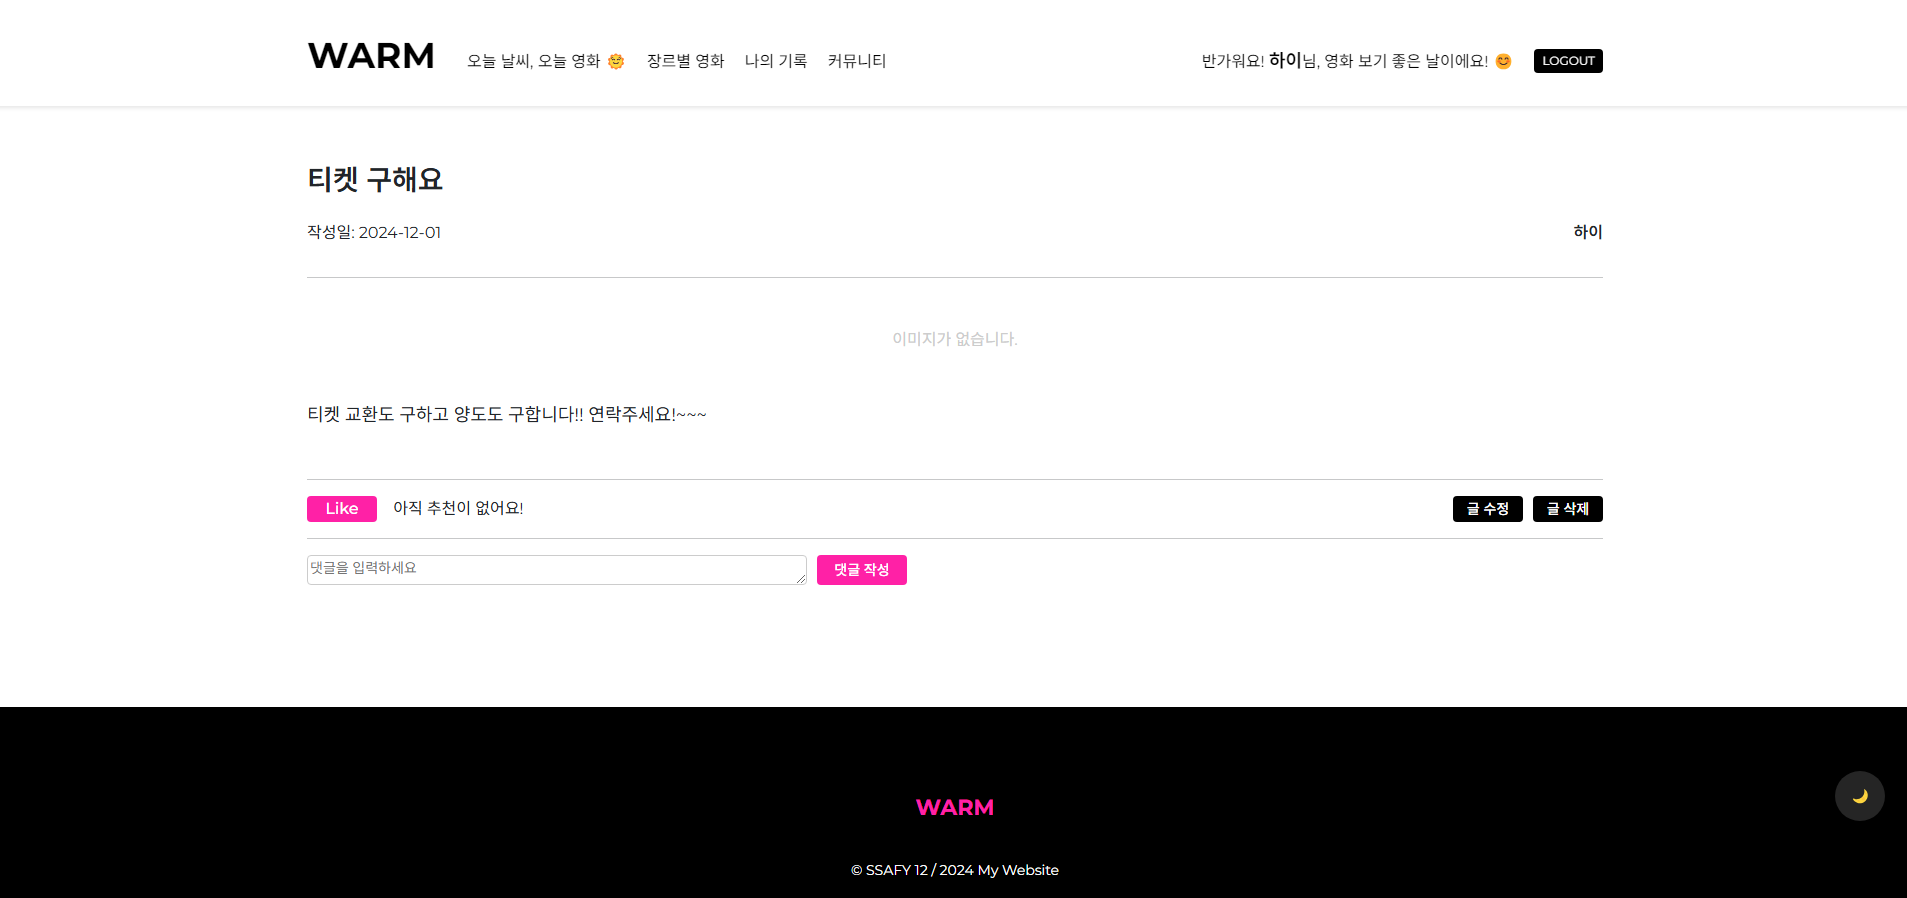 WARM
오늘 날씨, 오늘 영화 🌞 장르별 영화 나의 기록 커뮤니티
반가워요! 하이님, 영화 보기 좋은 날이에요! 😊 LOGOUT
티켓 구해요
작성일: 2024-12-01
하이
이미지가 없습니다.
티켓 교환도 구하고 양도도 구합니다!! 연락주세요!~~~
Like 아직 추천이 없어요!
글 수정 글 삭제
댓글을 입력하세요 댓글 작성
WARM
© SSAFY 12 / 2024 My Website